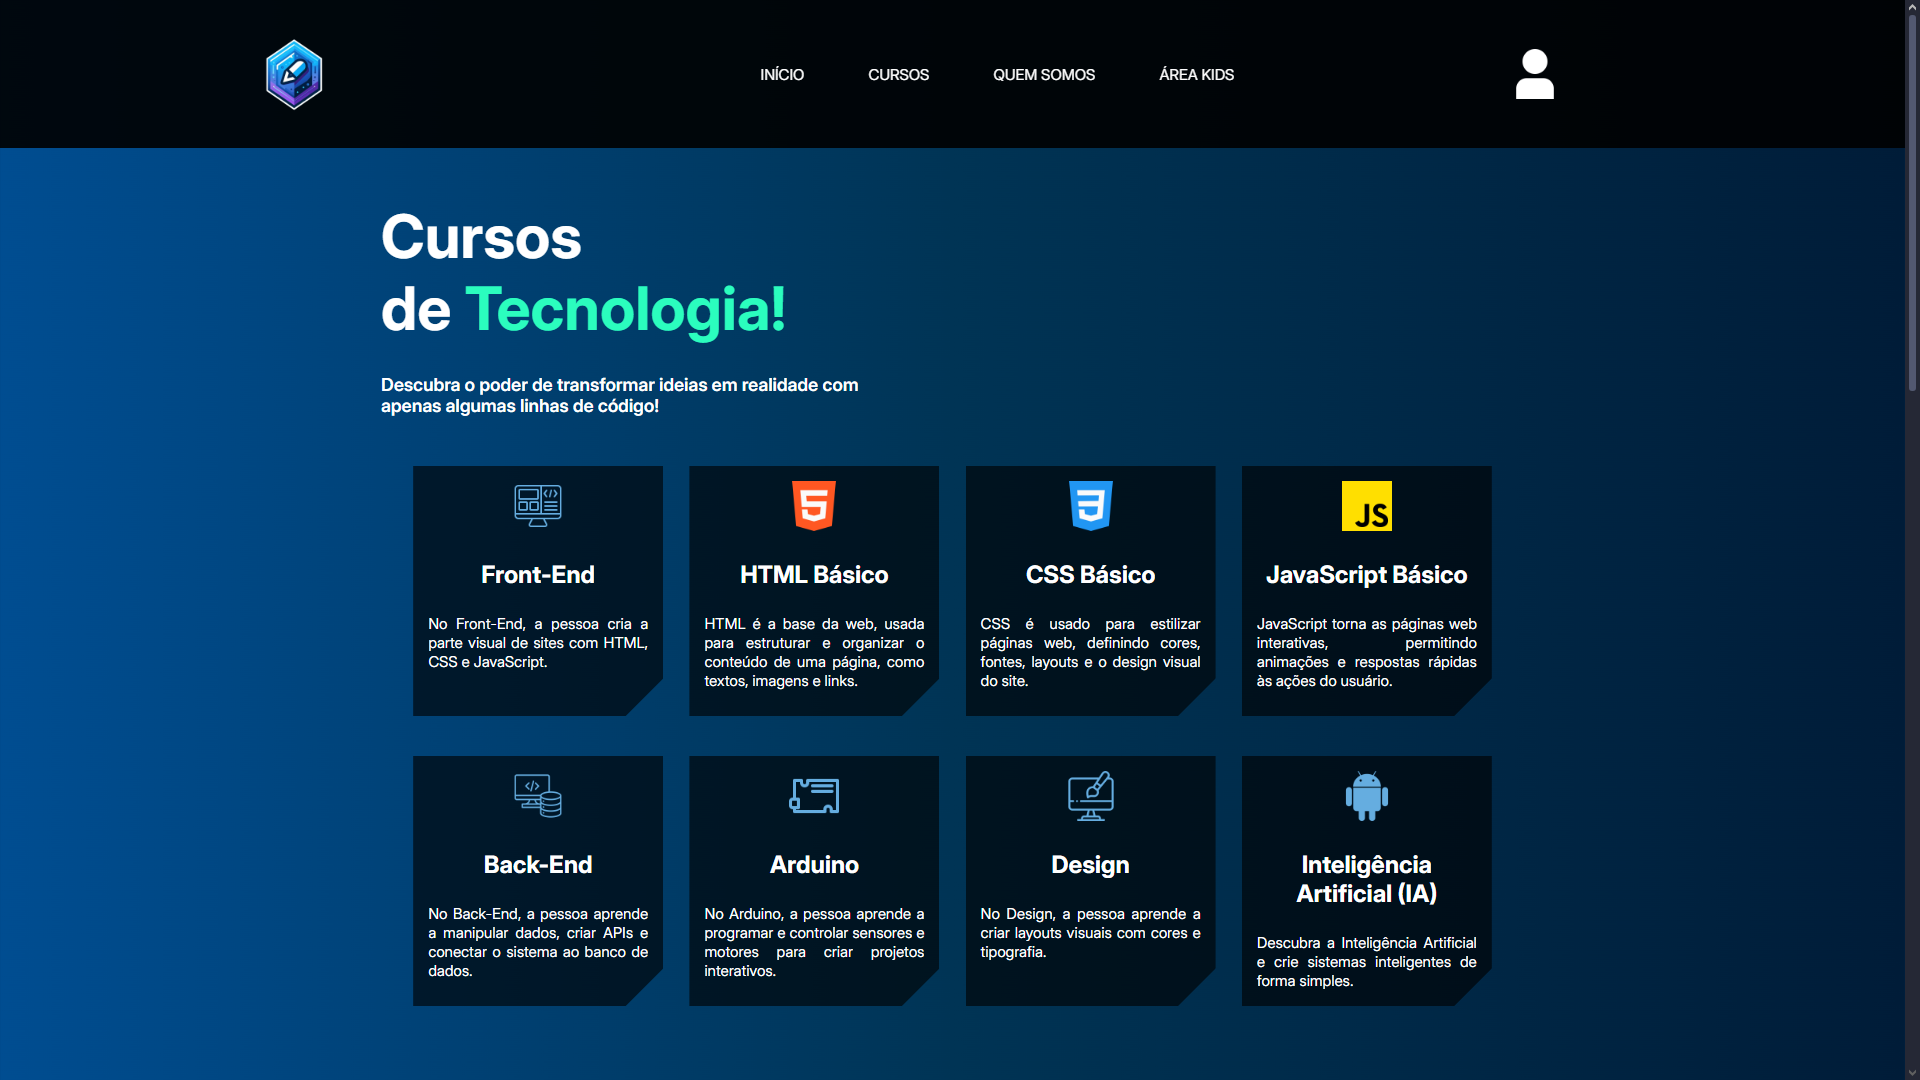 INÍCIO
CURSOS
QUEM SOMOS
ÁREA KIDS
Cursos
de Tecnologia!
Descubra o poder de transformar ideias em realidade com
apenas algumas linhas de código!
Front-End
No Front-End, a pessoa cria a
parte visual de sites com HTML,
CSS e JavaScript.
HTML Básico
HTML é a base da web, usada
para estruturar e organizar o
conteúdo de uma página, como
textos, imagens e links.
CSS Básico
CSS é usado para estilizar
páginas web, definindo cores,
fontes, layouts e o design visual
do site.
JS
JavaScript Básico
JavaScript torna as páginas web
interativas, permitindo
animações e respostas rápidas
às ações do usuário.
Back-End
No Back-End, a pessoa aprende
a manipular dados, criar APIs e
conectar o sistema ao banco de
dados.
Arduino
No Arduino, a pessoa aprende a
programar e controlar sensores e
motores para criar projetos
interativos.
Design
No Design, a pessoa aprende a
criar layouts visuais com cores e
tipografia.
Inteligência
Artificial (IA)
Descubra a Inteligência Artificial
e crie sistemas inteligentes de
forma simples.